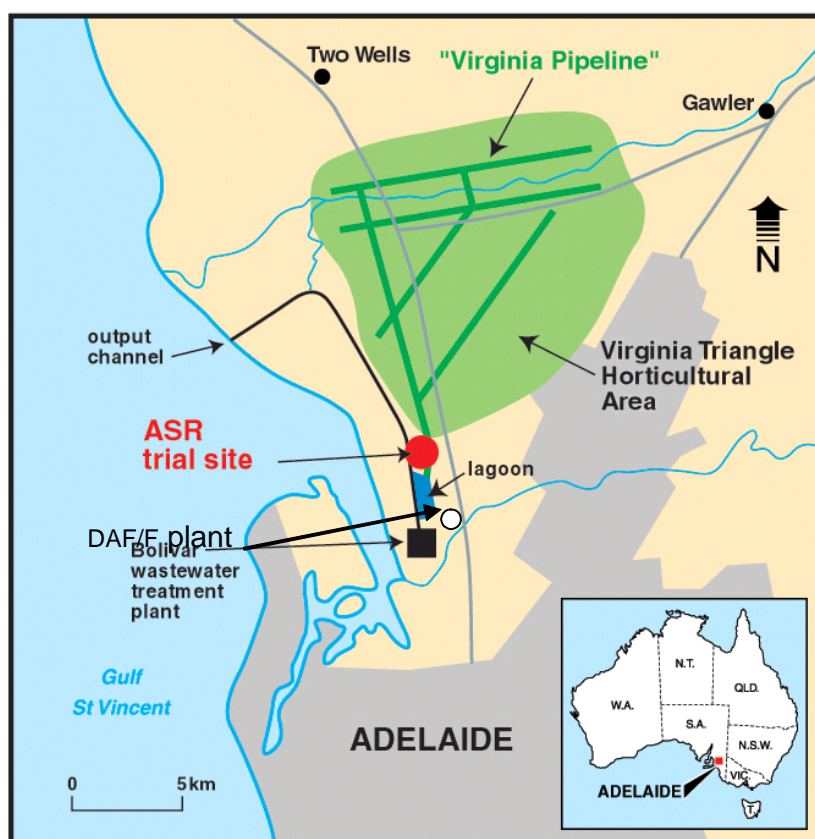 Two Wells
"Virginia Pipeline"
Gawler
N
output
channel
Virginia Triangle
Horticultural
Area
ASR
trial site
lagoon
DAF/F plant
Bolivar
wastewater
treatment
plant
Gulf
St Vincent
ADELAIDE
0 5km
N.T.
QLD.
W.A.
S.A.
N.S.W.
VIC.
ADELAIDE
T.